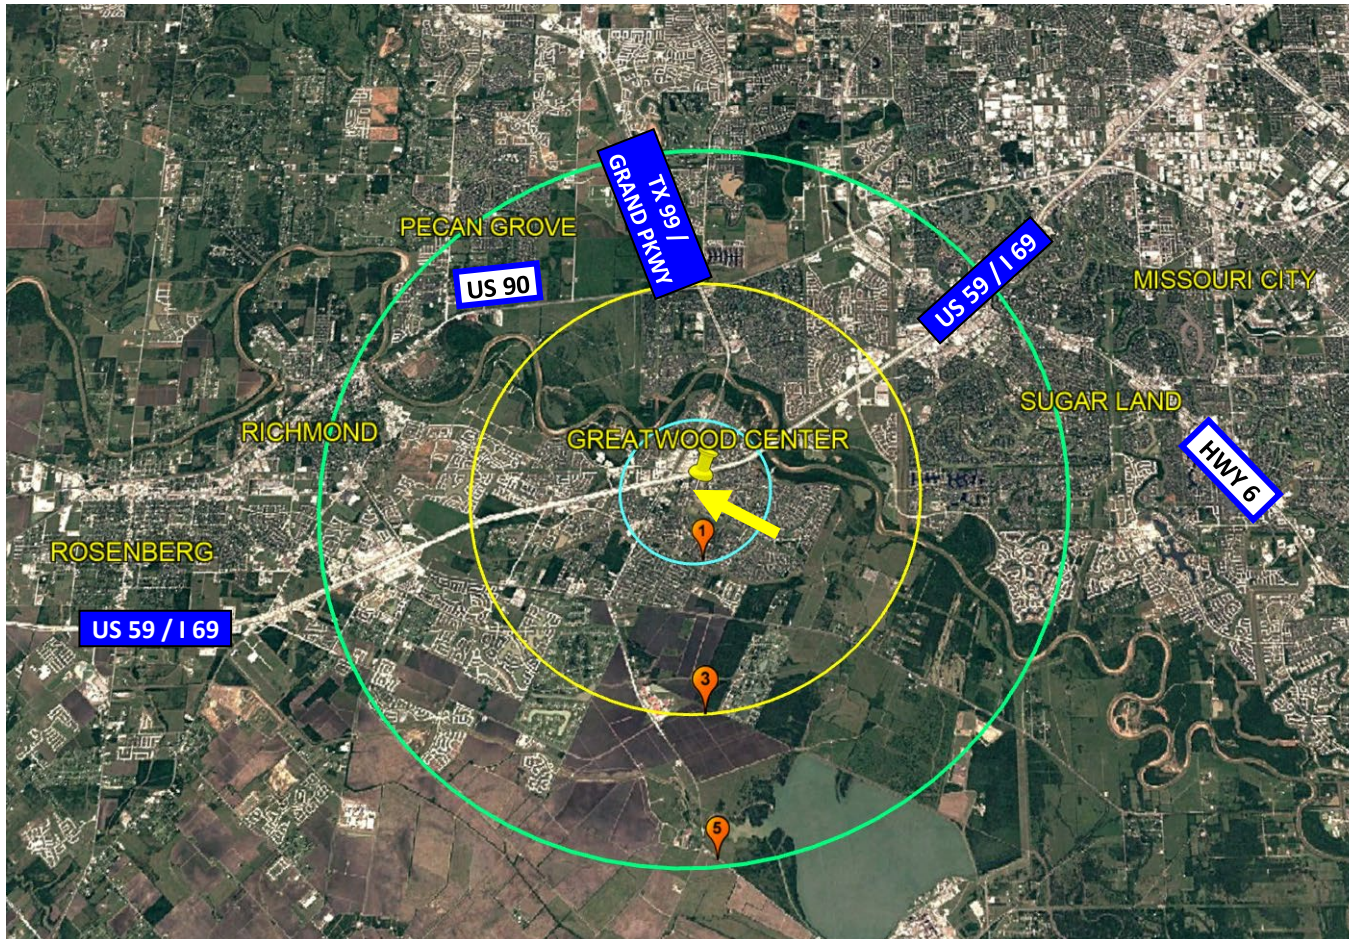 TX 99 /
GRAND PKWY
PECAN GROVE
US 90
US 59 / I 69
MISSOURI CITY
SUGAR LAND
RICHMOND
GREATWOOD CENTER
HWY 6
1
ROSENBERG
US 59 / I 69
3
5